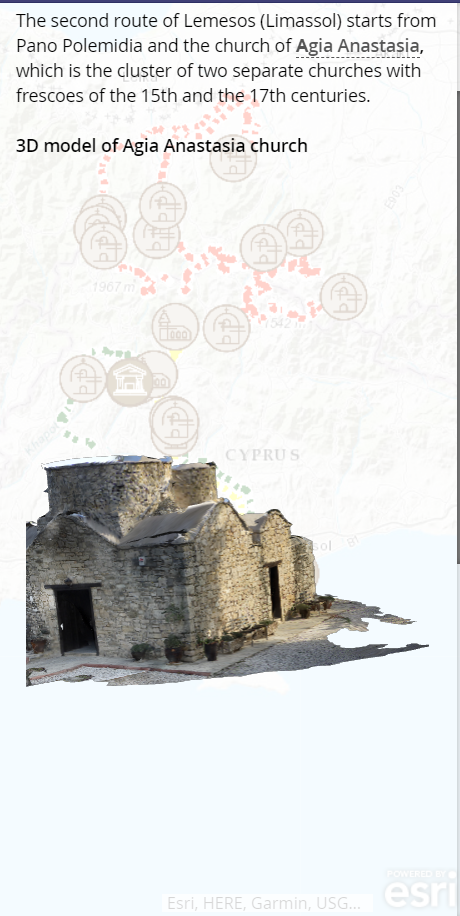 The second route of Lemesos (Limassol) starts from
Pano Polemidia and the church of Agia Anastasia,
which is the cluster of two separate churches with
frescoes of the 15th and the 17th centuries.
3D model of Agia Anastasia church
1967 m
1542 m
CYPRUS
sol
B1
POWERED BY
esri
Esri, HERE, Garmin, USG...